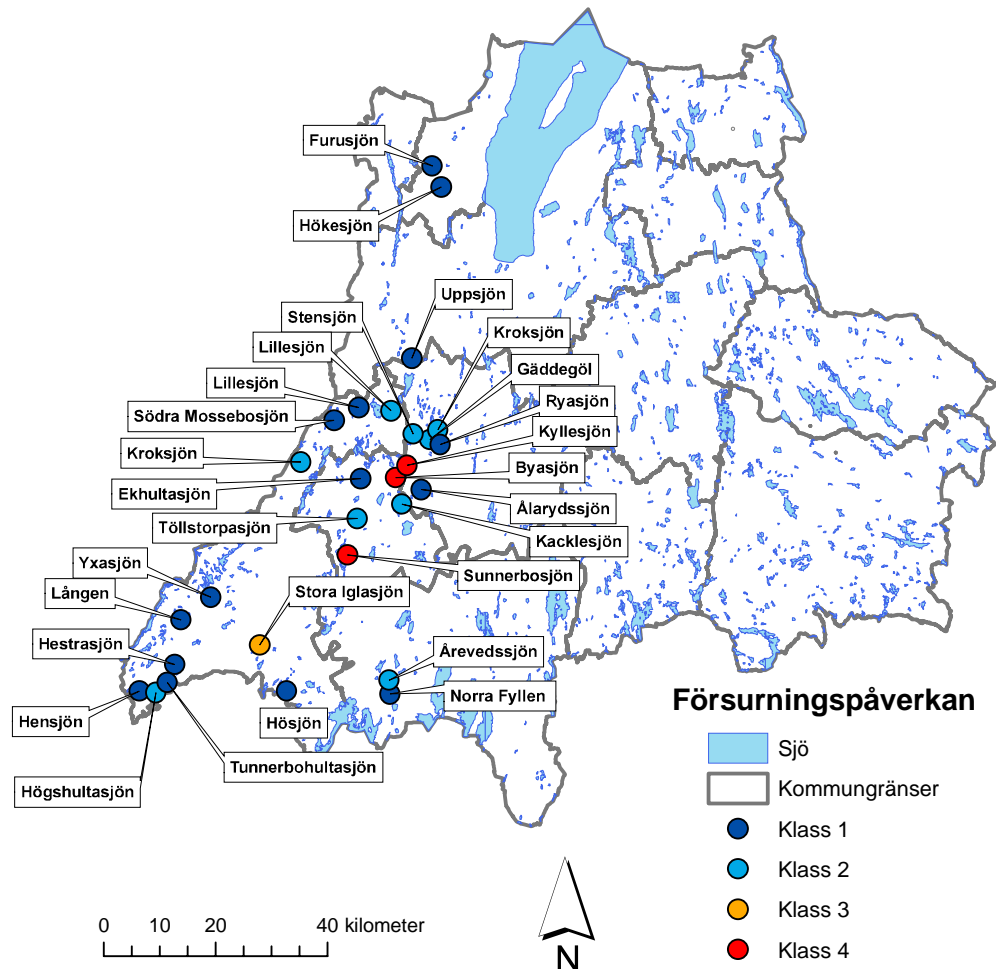 Furusjön
Hökesjön
Uppsjön
Stensjön
Kroksjön
Lillesjön
Gäddegöl
Lillesjön
Ryasjön
Södra Mossebosjön
Kyllesjön
Kroksjön
Byasjön
Ekhultasjön
Ålarydssjön
Töllstorpasjön
Kacklesjön
Yxasjön
Sunnerbosjön
Lången
Stora Iglasjön
Hestrasjön
Årevedssjön
Norra Fyllen
Hensjön
Hösjön
Tunnerbohultasjön
Högshultasjön
Försurningspåverkan
Sjö
Kommungränser
Klass 1
Klass 2
Klass 3
Klass 4
0 10 20 40 kilometer
N